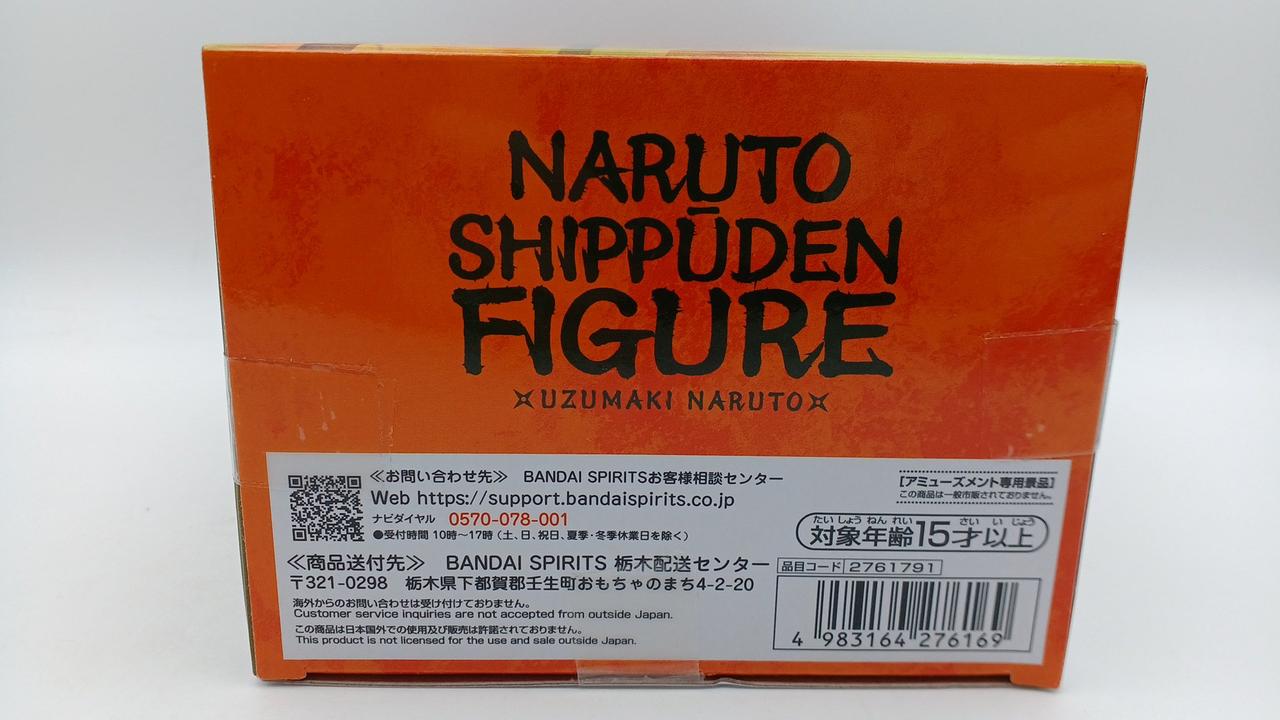 NARUTO
SHIPPŪDEN
FIGURE
UZUMAKI NARUTO
≪お問い合わせ先≫ BANDAI SPIRITSお客様相談センター
Web https://support.bandaispirits.co.jp
ナビダイヤル 0570-078-001
●受付時間 10時～17時(土、日、祝日、夏季・冬季休業日を除く)
≪商品送付先≫ BANDAI SPIRITS 栃木配送センター
〒321-0298 栃木県下都賀郡壬生町おもちゃのまち4-2-20
海外からのお問い合わせは受け付けておりません。
Customer service inquiries are not accepted from outside Japan.
この商品は日本国外での使用及び販売は許諾されておりません。
This product is not licensed for the use and sale outside Japan.
[アミューズメント専用景品]
この商品は一般市販されておりません。
たいしょうねんれい さいいじょう
対象年齢15才以上
品目コード 2761791
4 983164 276169